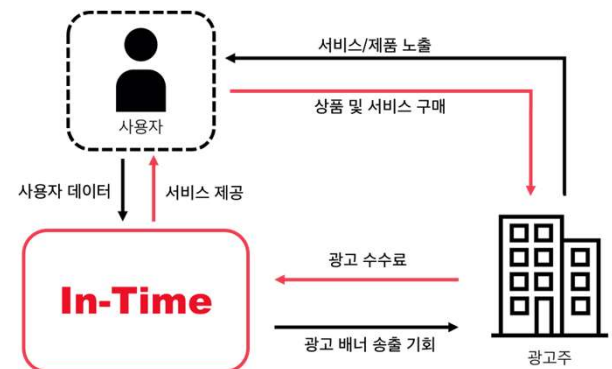 서비스/제품 노출
상품 및 서비스 구매
사용자
사용자 데이터
서비스 제공
In-Time
광고 수수료
광고 배너 송출 기회
광고주